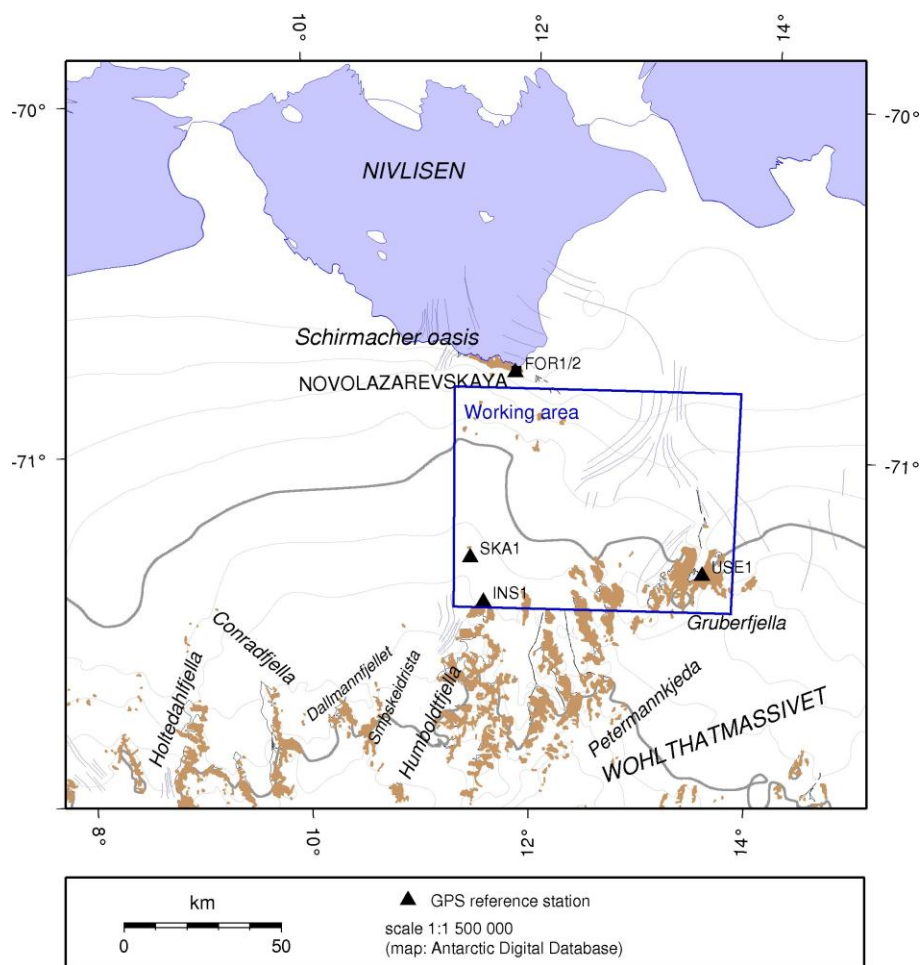 10°
12°
14°
-70°
-70°
NIVLISEN
Schirmacher oasis
FOR1/2
NOVOLAZAREVSKAYA
Working area
-71°
-71°
SKA1
USE1
INS1
Gruberfjella
Conradfjella
Dallmannfjellet
Holtedahlfjella
Småskeidrista
Humboldtfjella
Petermannkjeda
WOHLTHATMASSIVET
8°
10°
12°
14°
km
0 50
GPS reference station
scale 1:1 500 000
(map: Antarctic Digital Database)